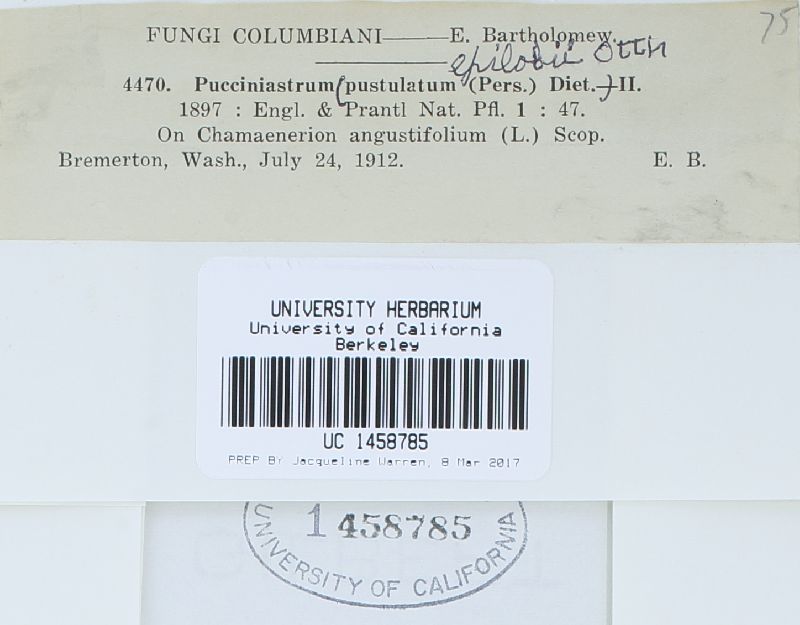 75
FUNGI COLUMBIANI——E. Bartholomew.
epilobii Otth
4470. Pucciniastrum (pustulatum (Pers.) Diet.) II.
1897 : Engl. & Prantl Nat. Pfl. 1 : 47.
On Chamaenerion angustifolium (L.) Scop.
Bremerton, Wash., July 24, 1912. E. B.
UNIVERSITY HERBARIUM
University of California
Berkeley
UC 1458785
PREP BY Jacqueline Warren, 8 Mar 2017
1 458785
UNIVERSITY OF CALIFORNIA